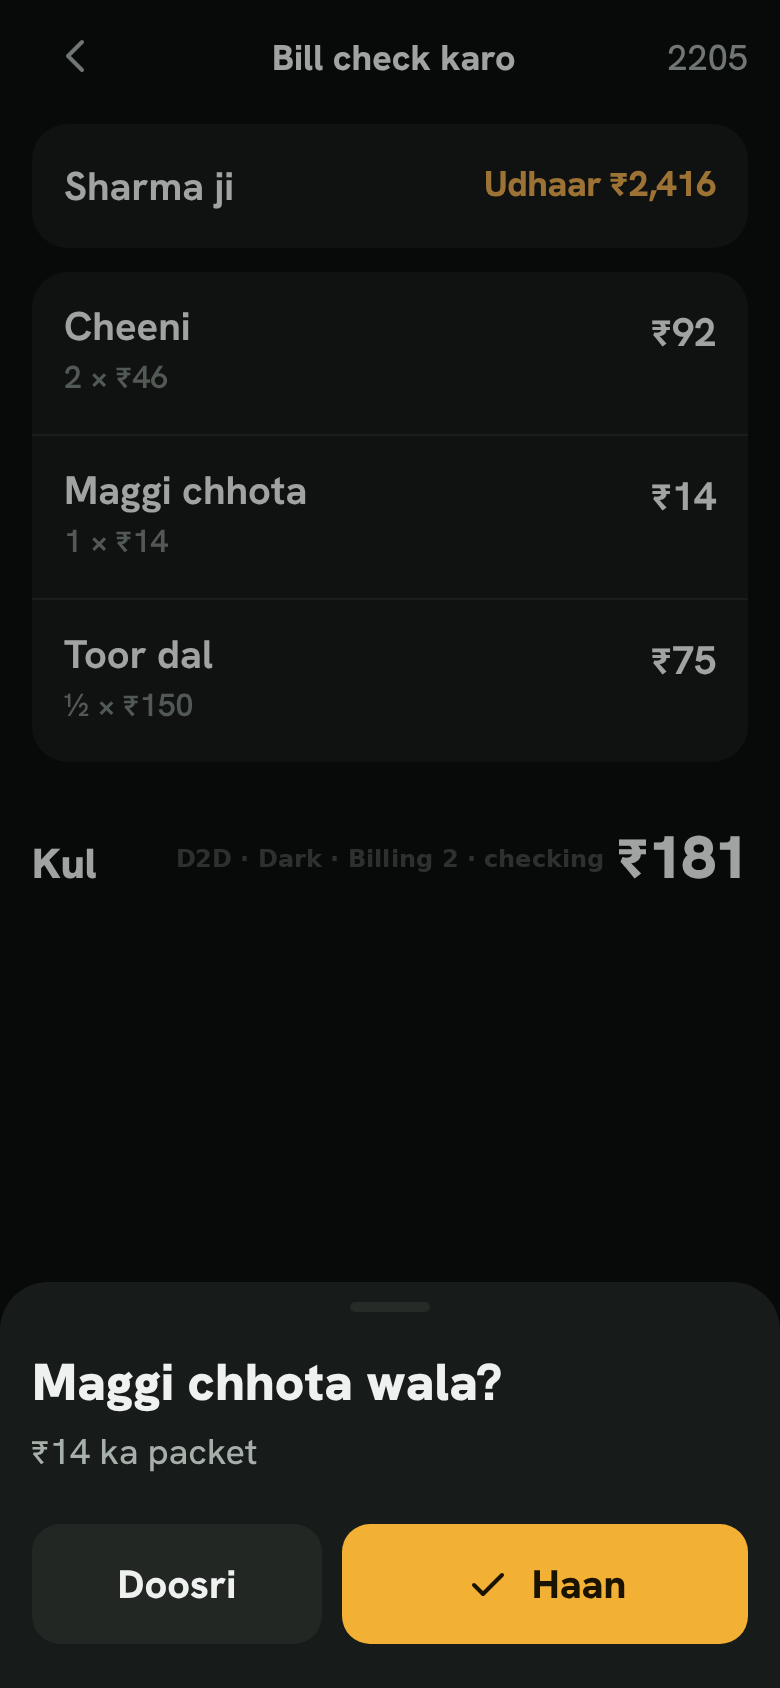 Bill check karo
2205
Sharma ji
Udhaar ₹2,416
Cheeni
₹92
2 × ₹46
Maggi chhota
₹14
1 × ₹14
Toor dal
₹75
½ × ₹150
Kul
D2D · Dark · Billing 2 · checking
₹181
Maggi chhota wala?
₹14 ka packet
Doosri
Haan